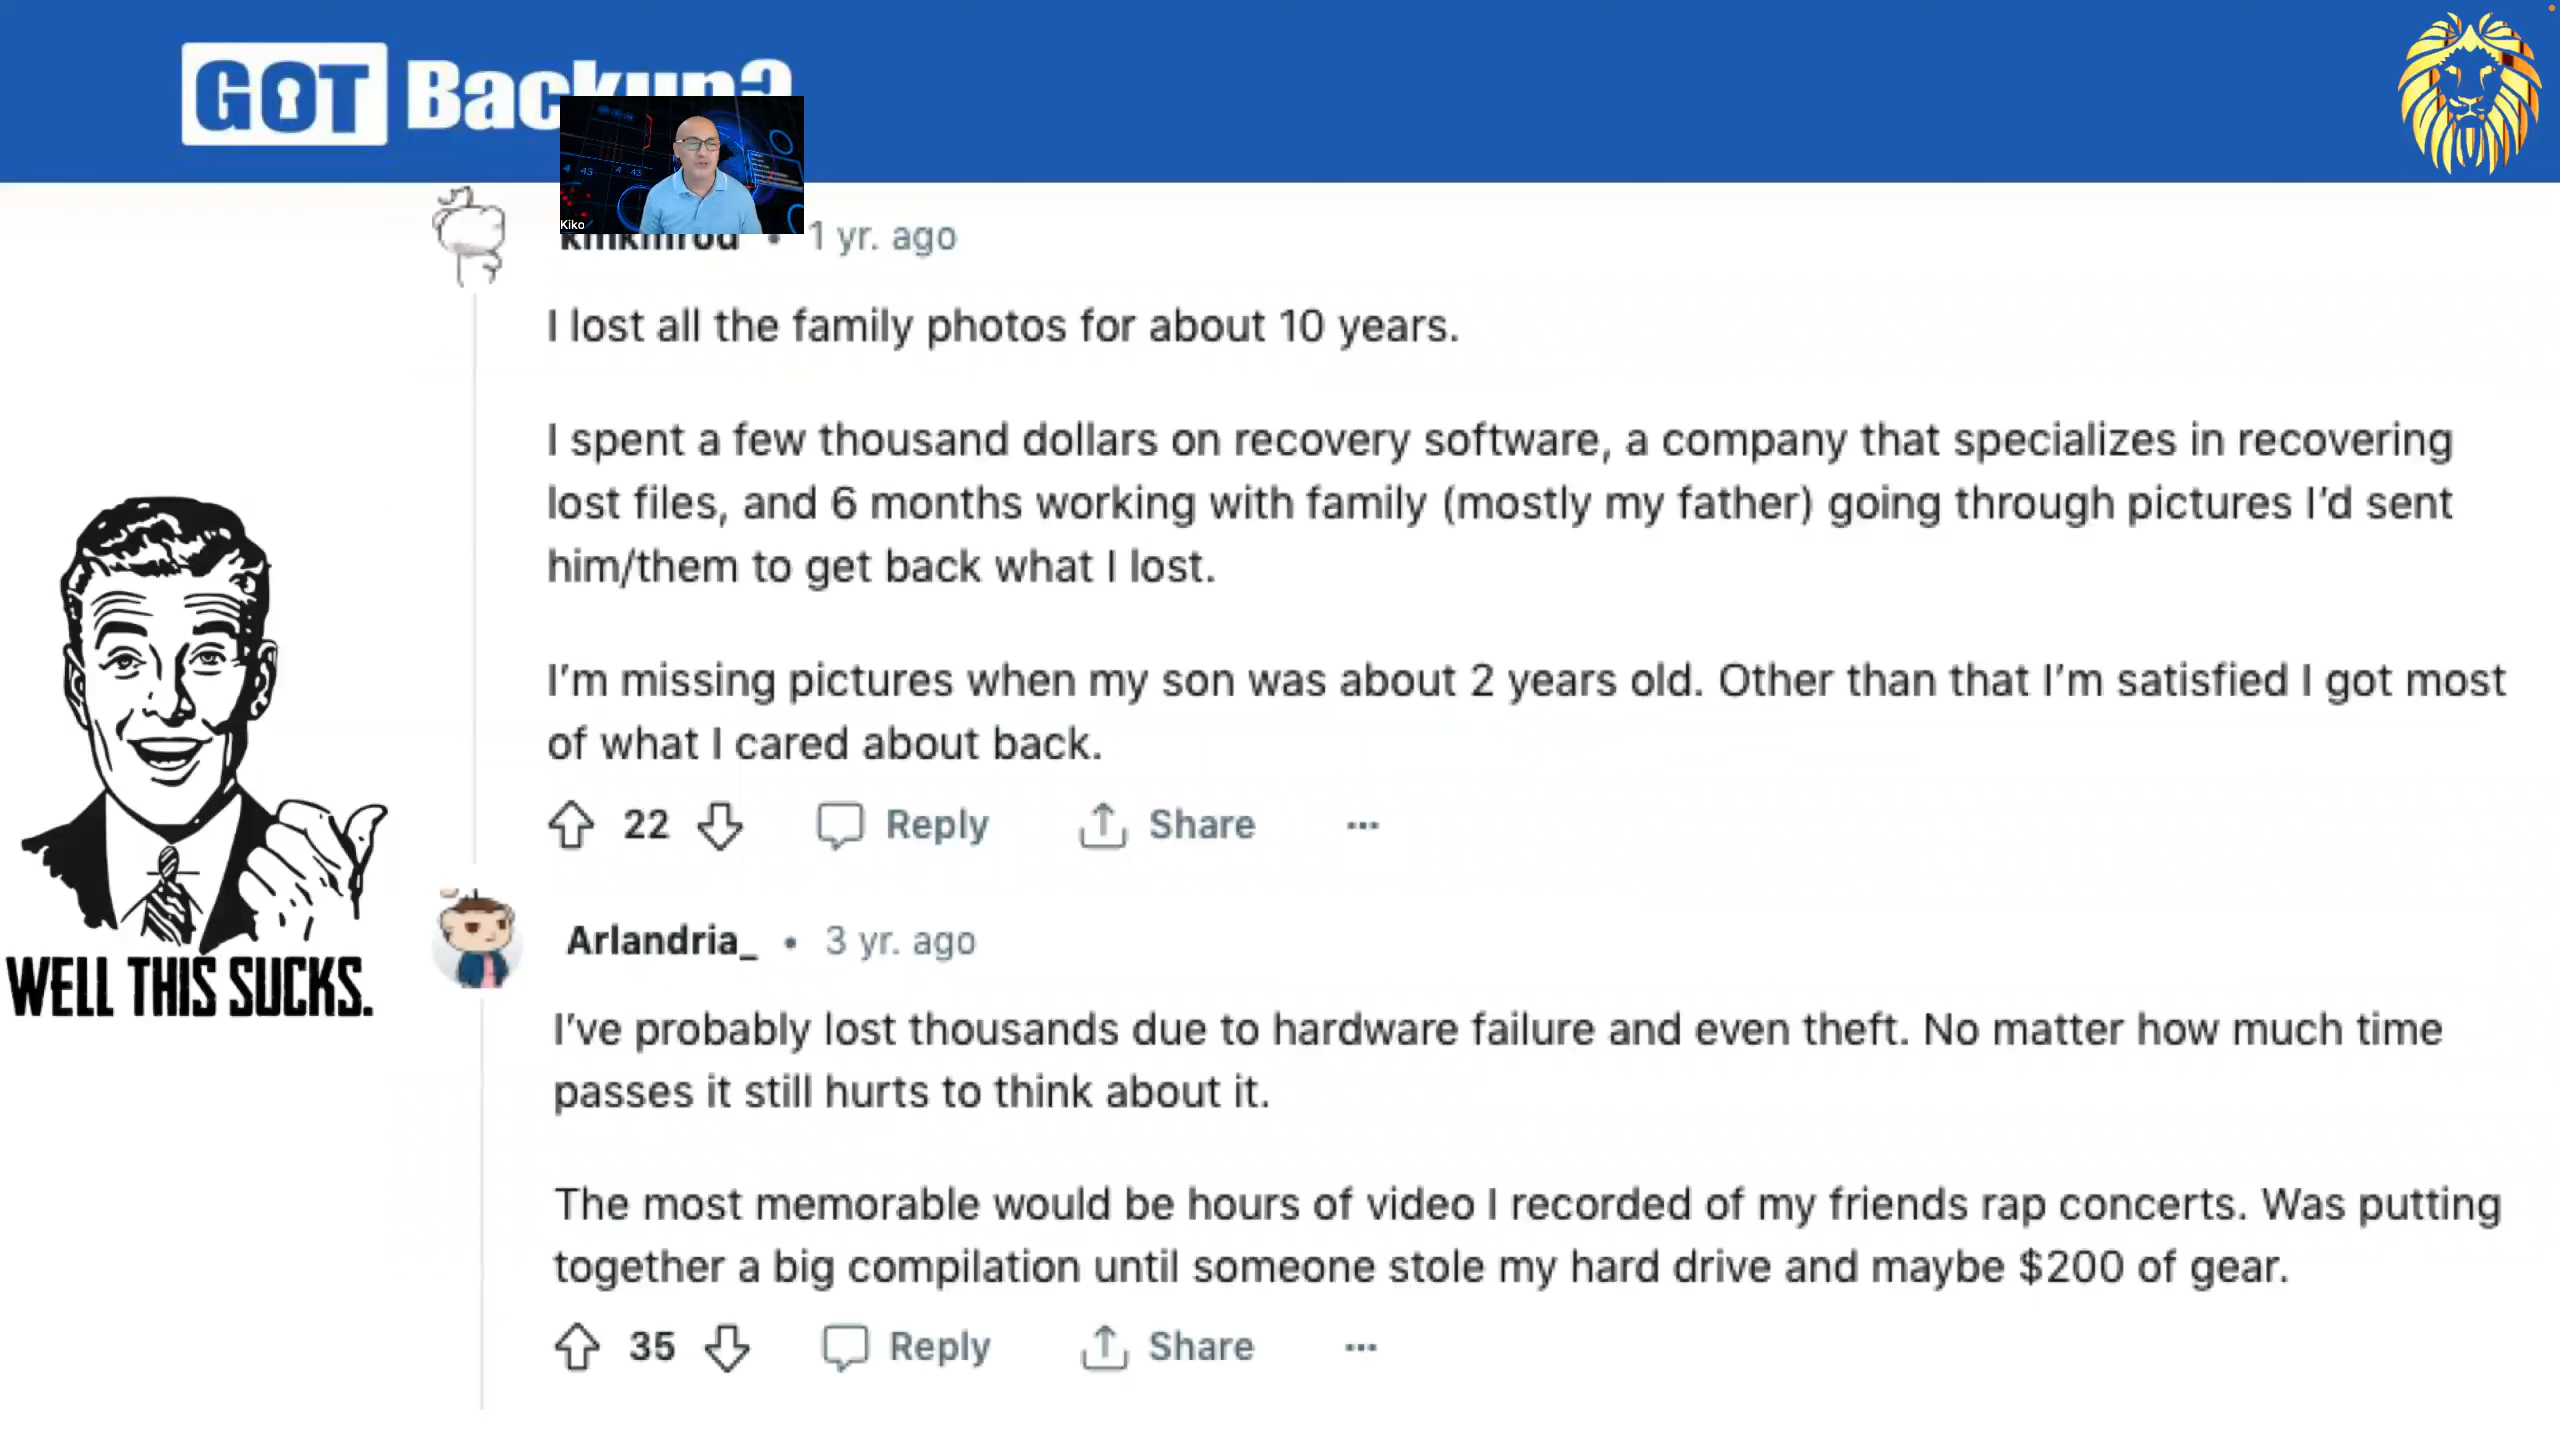 GOT Backup?
Kiko
1 yr. ago
I lost all the family photos for about 10 years.
I spent a few thousand dollars on recovery software, a company that specializes in recovering
lost files, and 6 months working with family (mostly my father) going through pictures I'd sent
him/them to get back what I lost.
I'm missing pictures when my son was about 2 years old. Other than that I'm satisfied I got most
of what I cared about back.
22 Reply Share ...
WELL THIS SUCKS.
Arlandria_ • 3 yr. ago
I've probably lost thousands due to hardware failure and even theft. No matter how much time
passes it still hurts to think about it.
The most memorable would be hours of video I recorded of my friends rap concerts. Was putting
together a big compilation until someone stole my hard drive and maybe $200 of gear.
35 Reply Share ...